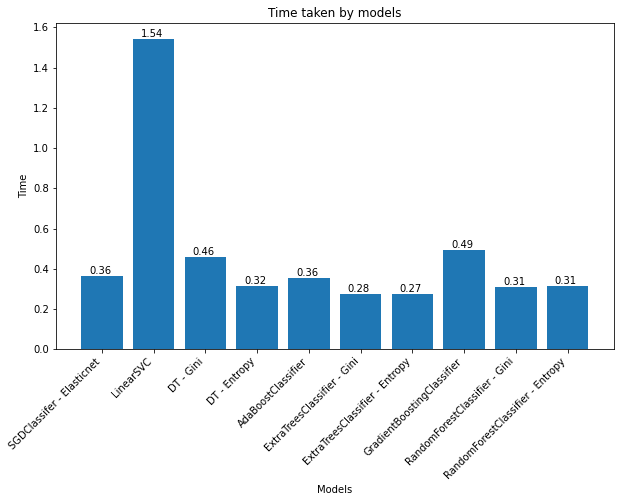 Time taken by models
1.6
1.4
1.2
1.0
0.8
0.6
0.4
0.2
0.0
Time
0.36
1.54
0.46
0.32
0.36
0.28
0.27
0.49
0.31
0.31
SGDClassifer - Elasticnet
LinearSVC
DT - Gini
DT - Entropy
AdaBoostClassifier
ExtraTreesClassifier - Gini
ExtraTreesClassifier - Entropy
GradientBoostingClassifier
RandomForestClassifier - Gini
RandomForestClassifier - Entropy
Models